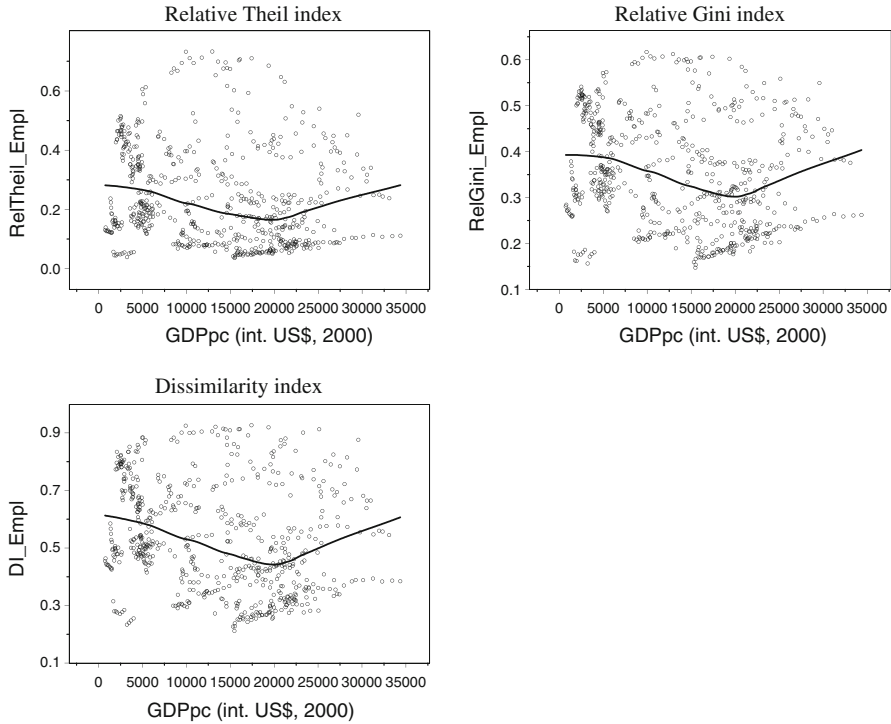 Relative Theil index
RelTheil_Empl
0.6
0.4
0.2
0.0
0 5000 10000 15000 20000 25000 30000 35000
GDPpc (int. US$, 2000)
Relative Gini index
RelGini_Empl
0.6
0.5
0.4
0.3
0.2
0.1
0 5000 10000 15000 20000 25000 30000 35000
GDPpc (int. US$, 2000)
Dissimilarity index
DI_Empl
0.9
0.7
0.5
0.3
0.1
0 5000 10000 15000 20000 25000 30000 35000
GDPpc (int. US$, 2000)